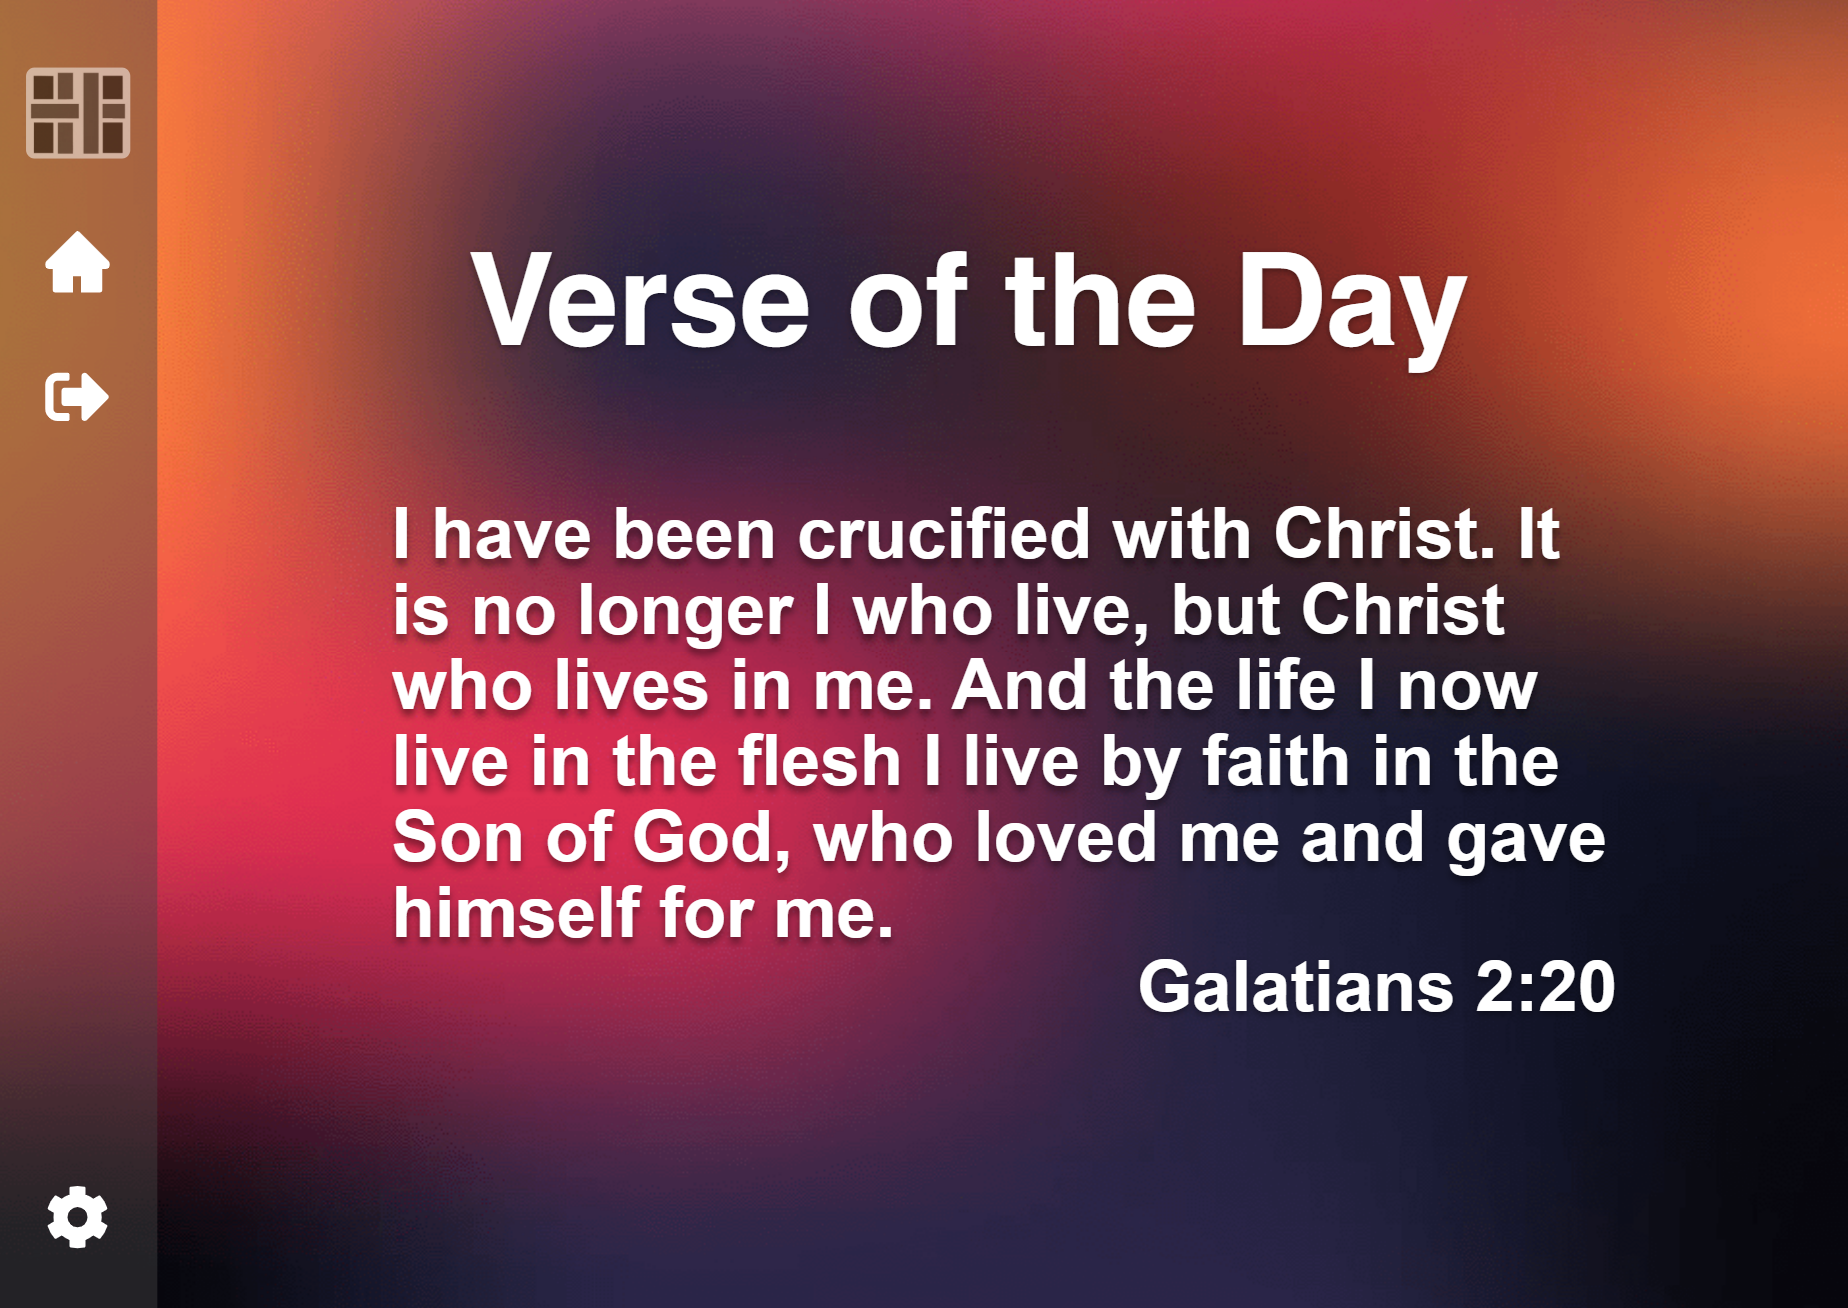 Verse of the Day
I have been crucified with Christ. It
is no longer I who live, but Christ
who lives in me. And the life I now
live in the flesh I live by faith in the
Son of God, who loved me and gave
himself for me.
Galatians 2:20